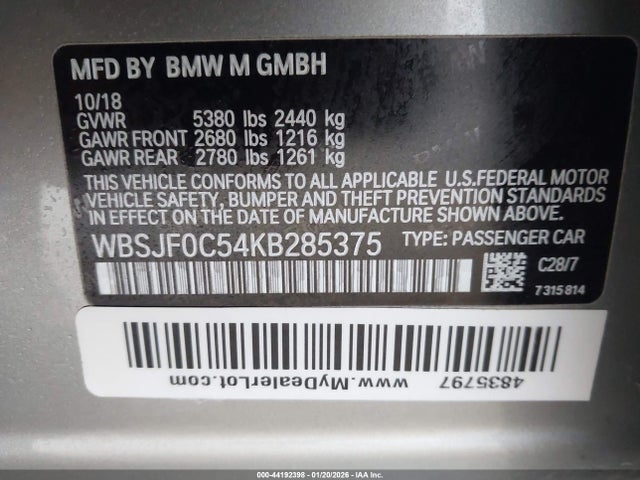 MFD BY BMW M GMBH
10/18
GVWR 5380 lbs 2440 kg
GAWR FRONT 2680 lbs 1216 kg
GAWR REAR 2780 lbs 1261 kg
THIS VEHICLE CONFORMS TO ALL APPLICABLE U.S.FEDERAL MOTOR
VEHICLE SAFETY, BUMPER AND THEFT PREVENTION STANDARDS
IN EFFECT ON THE DATE OF MANUFACTURE SHOWN ABOVE.
WBSJF0C54KB285375 TYPE: PASSENGER CAR
C28/7
7315814
4835797
www.MyDealerLot.com
000-44192398 - 01/20/2026 - IAA Inc.